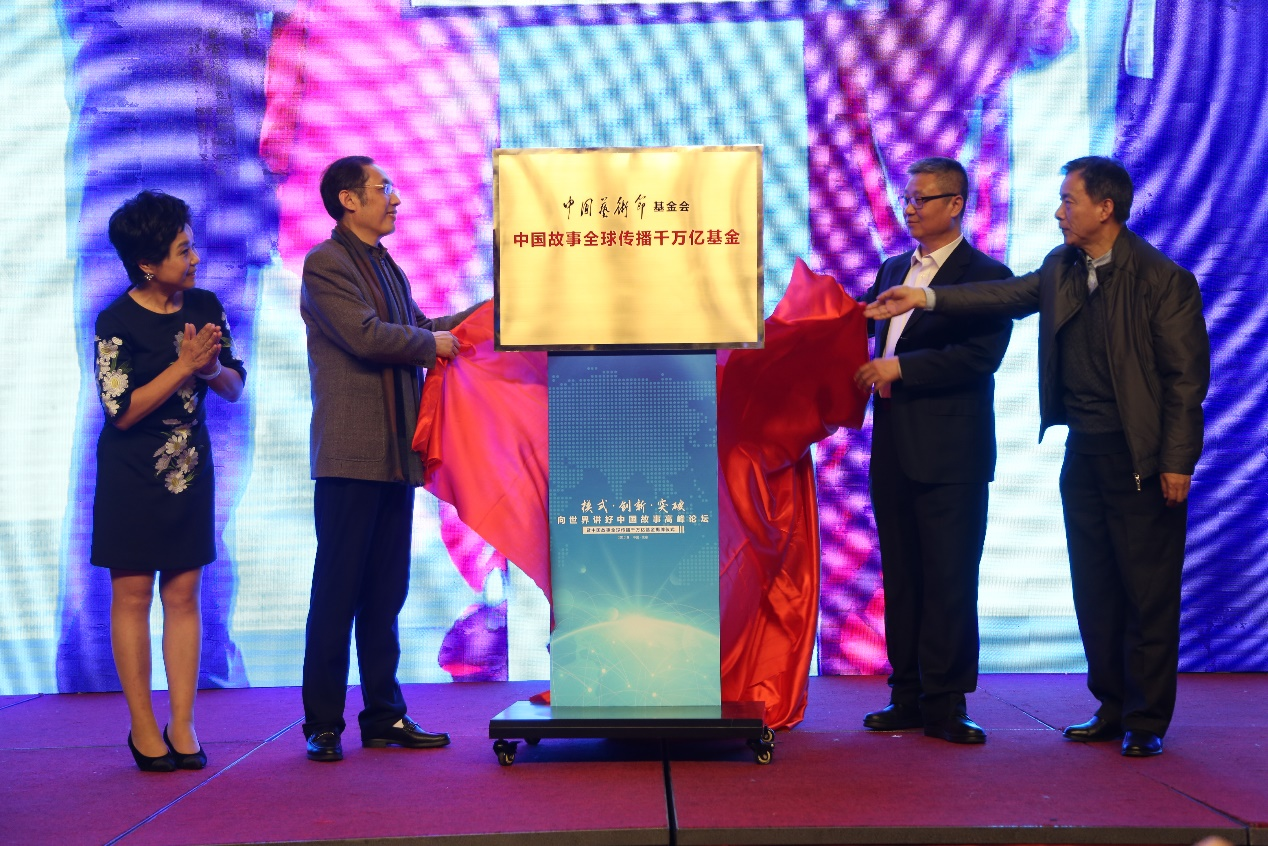 中国艺术节基金会
中国故事全球传播千万亿基金
模式·创新·突破
向世界讲好中国故事高峰论坛